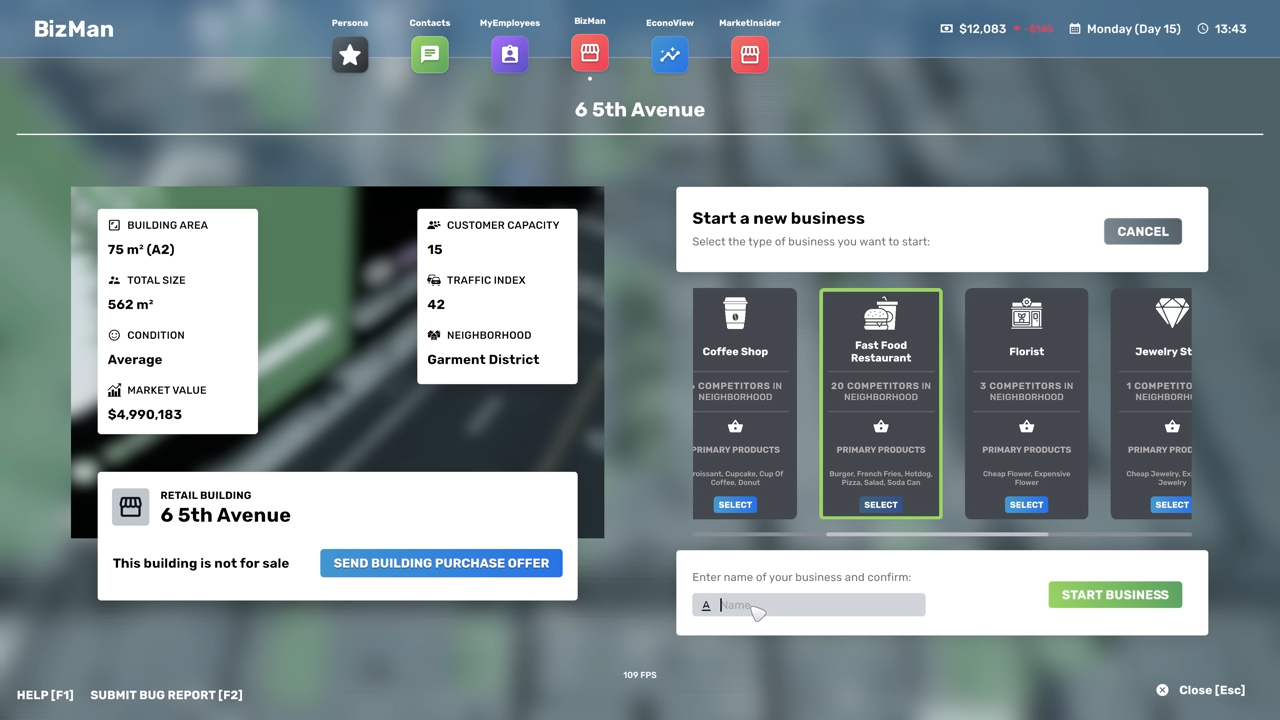 BizMan
Persona
Contacts
MyEmployees
BizMan
EconoView
MarketInsider
$12,083
-$145
Monday (Day 15)
13:43
6 5th Avenue
BUILDING AREA
75 m² (A2)
TOTAL SIZE
562 m²
CONDITION
Average
MARKET VALUE
$4,990,183
CUSTOMER CAPACITY
15
TRAFFIC INDEX
42
NEIGHBORHOOD
Garment District
RETAIL BUILDING
6 5th Avenue
This building is not for sale
SEND BUILDING PURCHASE OFFER
Start a new business
Select the type of business you want to start:
CANCEL
Coffee Shop
COMPETITORS IN
NEIGHBORHOOD
PRIMARY PRODUCTS
roissant, Cupcake, Cup Of
Coffee, Donut
SELECT
Fast Food
Restaurant
20 COMPETITORS IN
NEIGHBORHOOD
PRIMARY PRODUCTS
Burger, French Fries, Hotdog,
Pizza, Salad, Soda Can
SELECT
Florist
3 COMPETITORS IN
NEIGHBORHOOD
PRIMARY PRODUCTS
Cheap Flower, Expensive
Flower
SELECT
Jewelry St
1 COMPETITO
NEIGHBORH
PRIMARY PROD
Cheap Jewelry, Ex
Jewelry
SELECT
Enter name of your business and confirm:
A Name
START BUSINESS
109 FPS
HELP [F1]
SUBMIT BUG REPORT [F2]
Close [Esc]